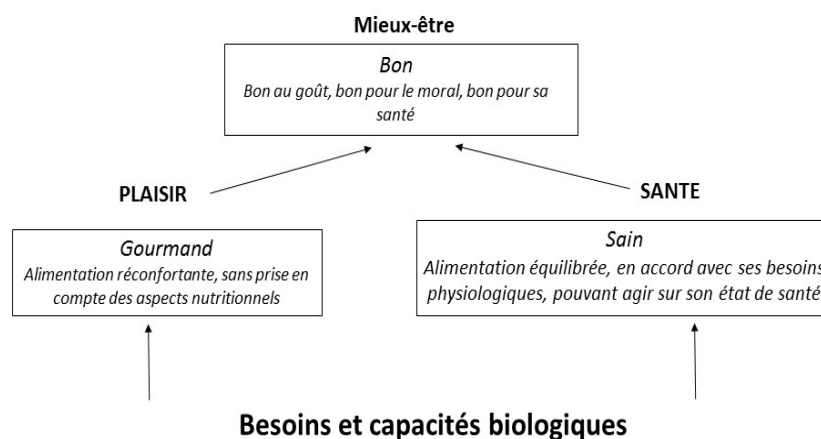 Mieux-être
Bon
Bon au goût, bon pour le moral, bon pour sa
santé
PLAISIR
SANTE
Gourmand
Alimentation réconfortante, sans prise en
compte des aspects nutritionnels
Sain
Alimentation équilibrée, en accord avec ses besoins
physiologiques, pouvant agir sur son état de santé
Besoins et capacités biologiques